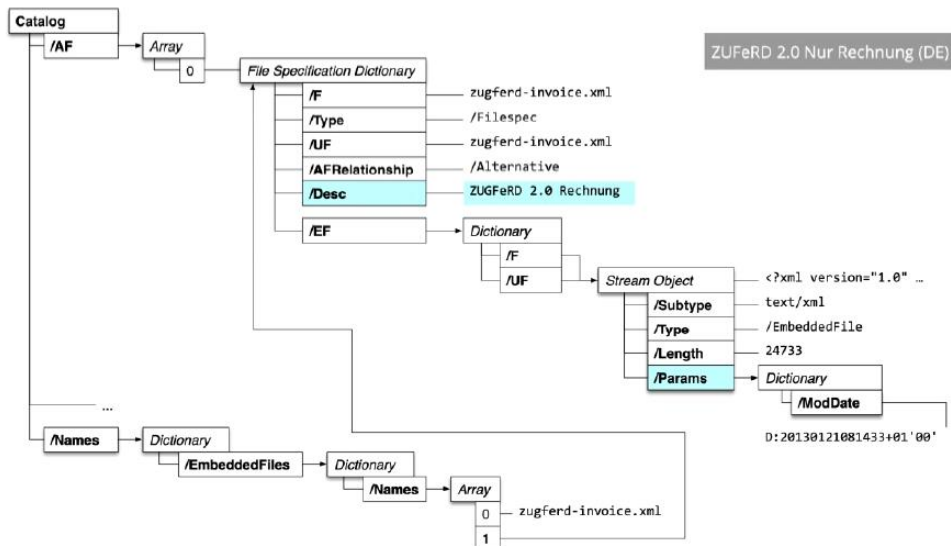 Catalog
/AF
Array
0
File Specification Dictionary
ZUFeRD 2.0 Nur Rechnung (DE)
/F
zugferd-invoice.xml
/Type
/Filespec
/UF
zugferd-invoice.xml
/AFRelationship
/Alternative
/Desc
ZUGFeRD 2.0 Rechnung
/EF
Dictionary
/F
/UF
Stream Object
<?xml version="1.0" …
/Subtype
text/xml
/Type
/EmbeddedFile
/Length
24733
/Params
Dictionary
/ModDate
D:20130121081433+01'00'
...
/Names
Dictionary
/EmbeddedFiles
Dictionary
/Names
Array
0
zugferd-invoice.xml
1